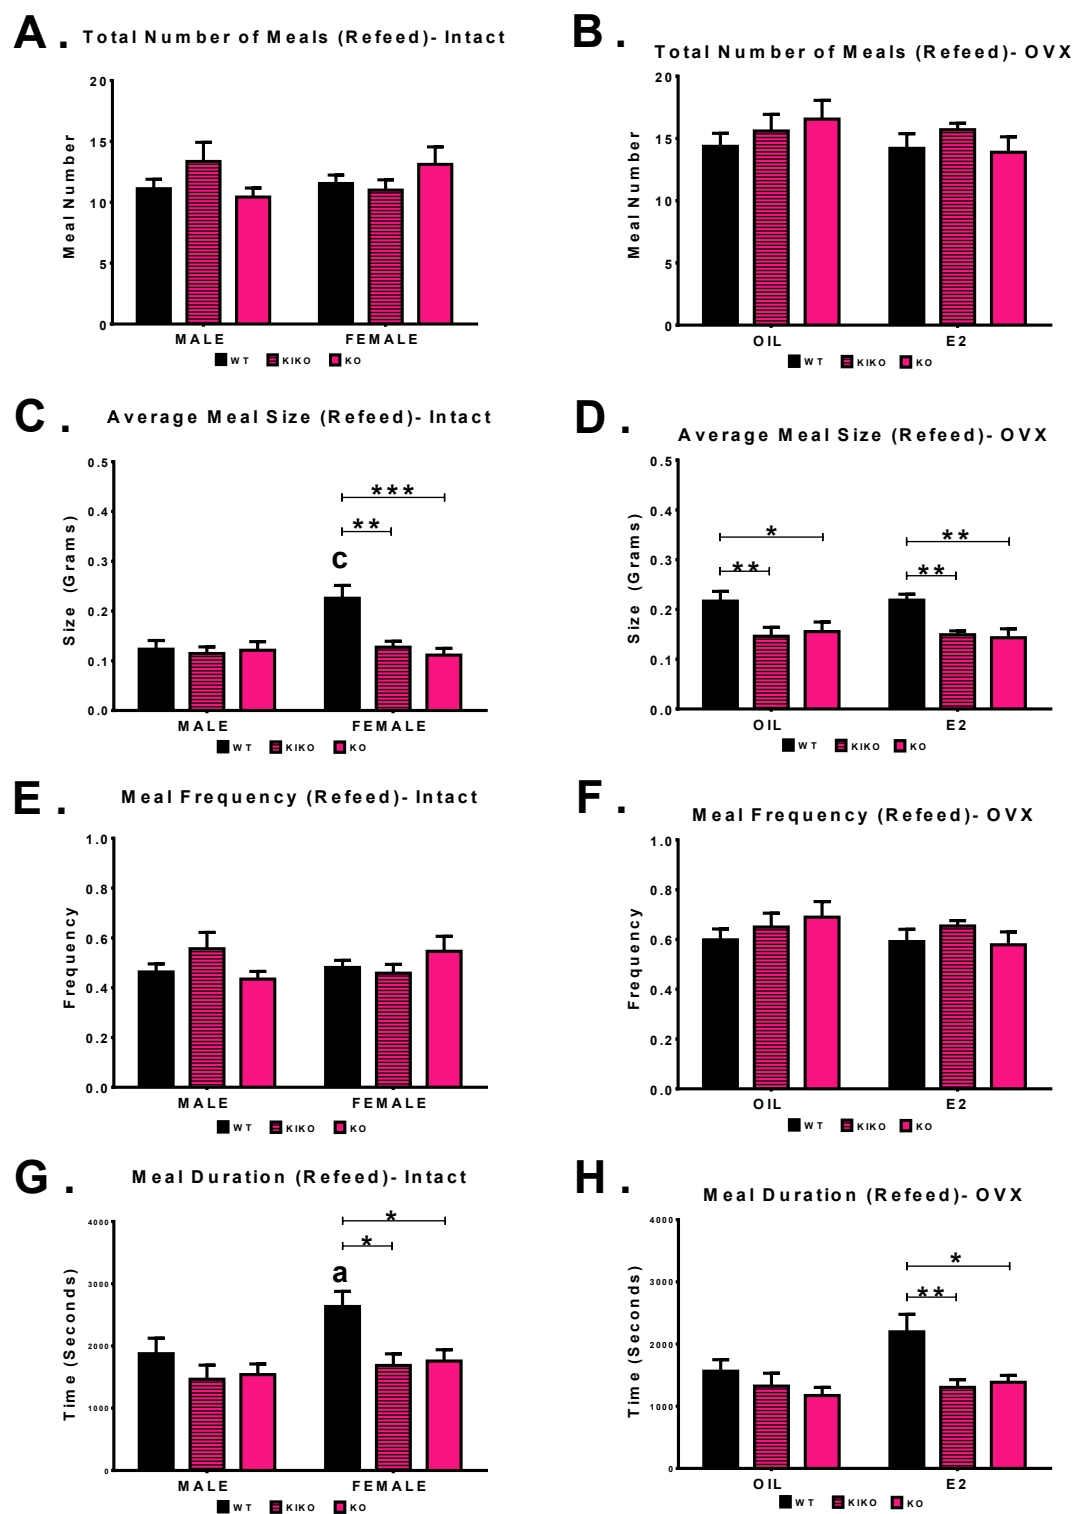 A. Total Number of Meals (Refeed)- Intact
Meal Number
20
15
10
5
0
MALE FEMALE
WT KIKO KO
B. Total Number of Meals (Refeed)- OVX
Meal Number
20
15
10
5
0
OIL E2
WT KIKO KO
C. Average Meal Size (Refeed)- Intact
Size (Grams)
0.5
0.4
0.3
0.2
0.1
0.0
***
**
c
MALE FEMALE
WT KIKO KO
D. Average Meal Size (Refeed)- OVX
Size (Grams)
0.5
0.4
0.3
0.2
0.1
0.0
*
**
**
**
OIL E2
WT KIKO KO
E. Meal Frequency (Refeed)- Intact
Frequency
1.0
0.8
0.6
0.4
0.2
0.0
MALE FEMALE
WT KIKO KO
F. Meal Frequency (Refeed)- OVX
Frequency
1.0
0.8
0.6
0.4
0.2
0.0
OIL E2
WT KIKO KO
G. Meal Duration (Refeed)- Intact
Time (Seconds)
4000
3000
2000
1000
0
*
*
a
MALE FEMALE
WT KIKO KO
H. Meal Duration (Refeed)- OVX
Time (Seconds)
4000
3000
2000
1000
0
*
**
OIL E2
WT KIKO KO